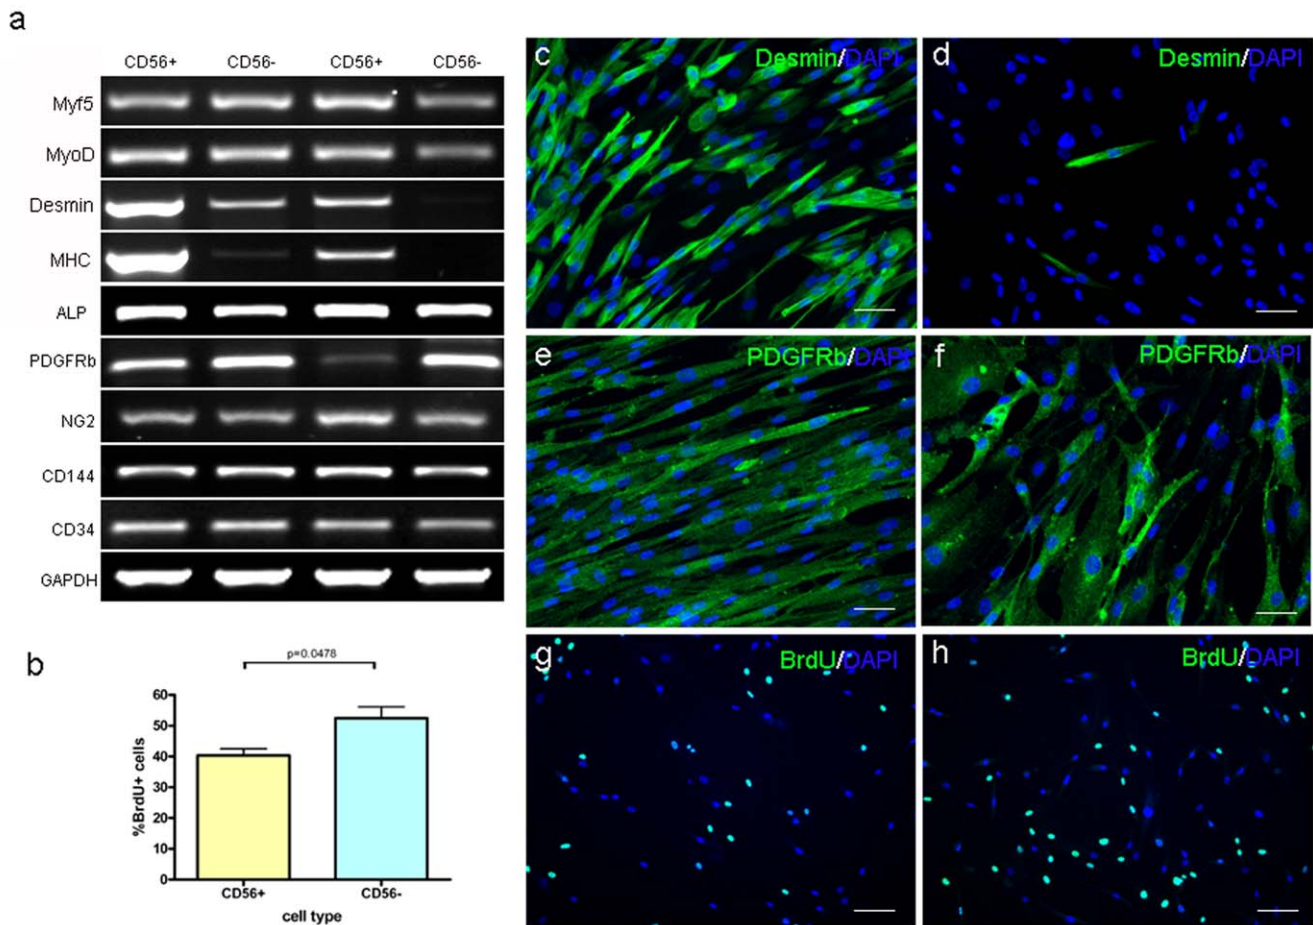 a
CD56+ CD56- CD56+ CD56-
Myf5
MyoD
Desmin
MHC
ALP
PDGFRb
NG2
CD144
CD34
GAPDH
b
p=0.0478
%BrdU+ cells
60
50
40
30
20
10
0
CD56+ CD56-
cell type
c Desmin/DAPI
d Desmin/DAPI
e PDGFRb/DAPI
f PDGFRb/DAPI
g BrdU/DAPI
h BrdU/DAPI